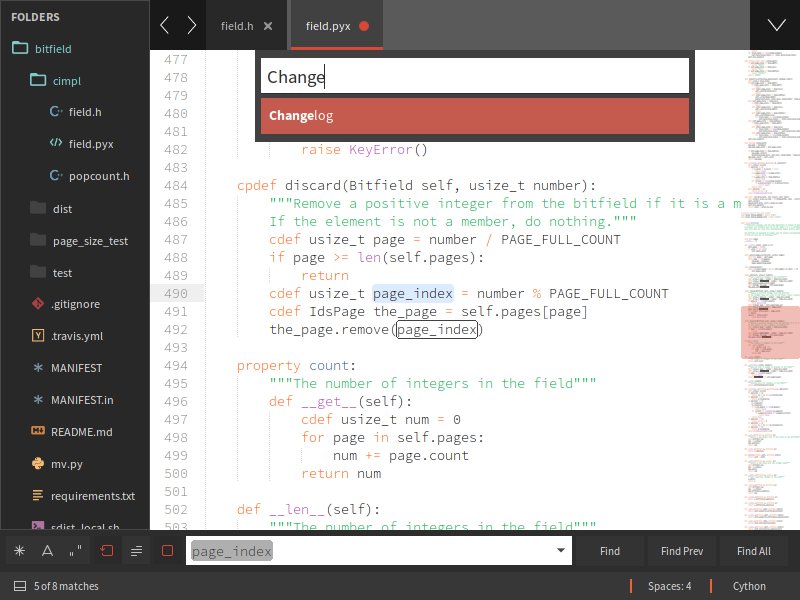 FOLDERS
bitfield
cimpl
field.h
field.pyx
popcount.h
dist
page_size_test
test
.gitignore
.travis.yml
MANIFEST
MANIFEST.in
README.md
mv.py
requirements.txt
sdist_local.sh
field.h
field.pyx
Change
Changelog
477
478
479
480
481
482 raise KeyError()
483
484 cpdef discard(Bitfield self, usize_t number):
485 """Remove a positive integer from the bitfield if it is a m
486 If the element is not a member, do nothing."""
487 cdef usize_t page = number / PAGE_FULL_COUNT
488 if page >= len(self.pages):
489 return
490 cdef usize_t page_index = number % PAGE_FULL_COUNT
491 cdef IdsPage the_page = self.pages[page]
492 the_page.remove(page_index)
493
494 property count:
495 """The number of integers in the field"""
496 def __get__(self):
497 cdef usize_t num = 0
498 for page in self.pages:
499 num += page.count
500 return num
501
502 def __len__(self):
503 """The number of integers in the field"""
page_index
Find
Find Prev
Find All
5 of 8 matches
Spaces: 4
Cython